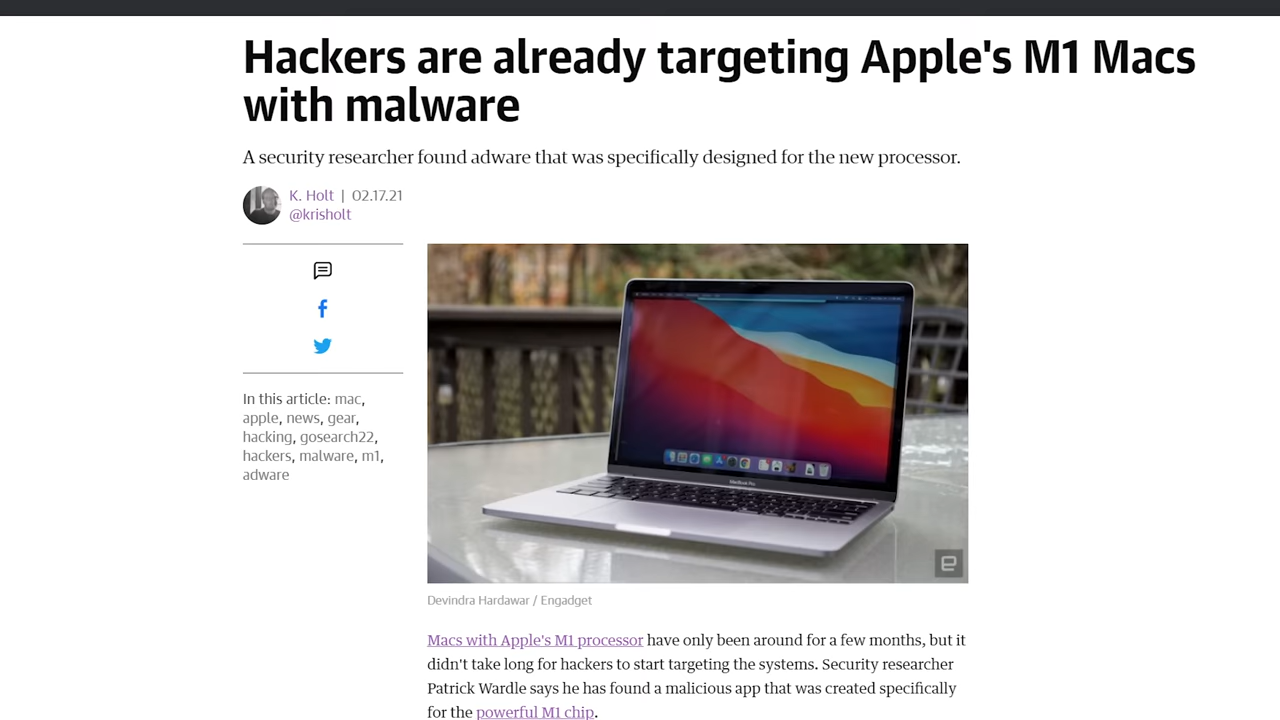 Hackers are already targeting Apple's M1 Macs
with malware
A security researcher found adware that was specifically designed for the new processor.
K. Holt | 02.17.21
@krisholt
In this article: mac,
apple, news, gear,
hacking, gosearch22,
hackers, malware, m1,
adware
MacBook Pro
Devindra Hardawar / Engadget
Macs with Apple's M1 processor have only been around for a few months, but it
didn't take long for hackers to start targeting the systems. Security researcher
Patrick Wardle says he has found a malicious app that was created specifically
for the powerful M1 chip.